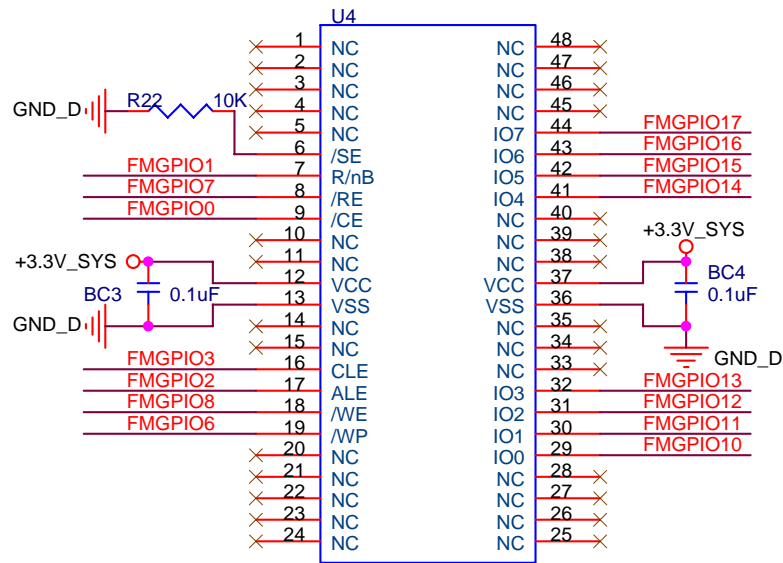 U4
1 NC NC 48
2 NC NC 47
3 NC NC 46
GND_D R22 10K 4 NC NC 45
5 NC IO7 44 FMGPIO17
6 /SE IO6 43 FMGPIO16
FMGPIO1 7 R/nB IO5 42 FMGPIO15
FMGPIO7 8 /RE IO4 41 FMGPIO14
FMGPIO0 9 /CE NC 40
10 NC NC 39 +3.3V_SYS
+3.3V_SYS 11 NC NC 38
12 VCC VCC 37 BC4
BC3 0.1uF 13 VSS VSS 36 0.1uF
GND_D 14 NC NC 35
15 NC NC 34
FMGPIO3 16 CLE NC 33 GND_D
FMGPIO2 17 ALE IO3 32 FMGPIO13
FMGPIO8 18 /WE IO2 31 FMGPIO12
FMGPIO6 19 /WP IO1 30 FMGPIO11
20 NC IO0 29 FMGPIO10
21 NC NC 28
22 NC NC 27
23 NC NC 26
24 NC NC 25